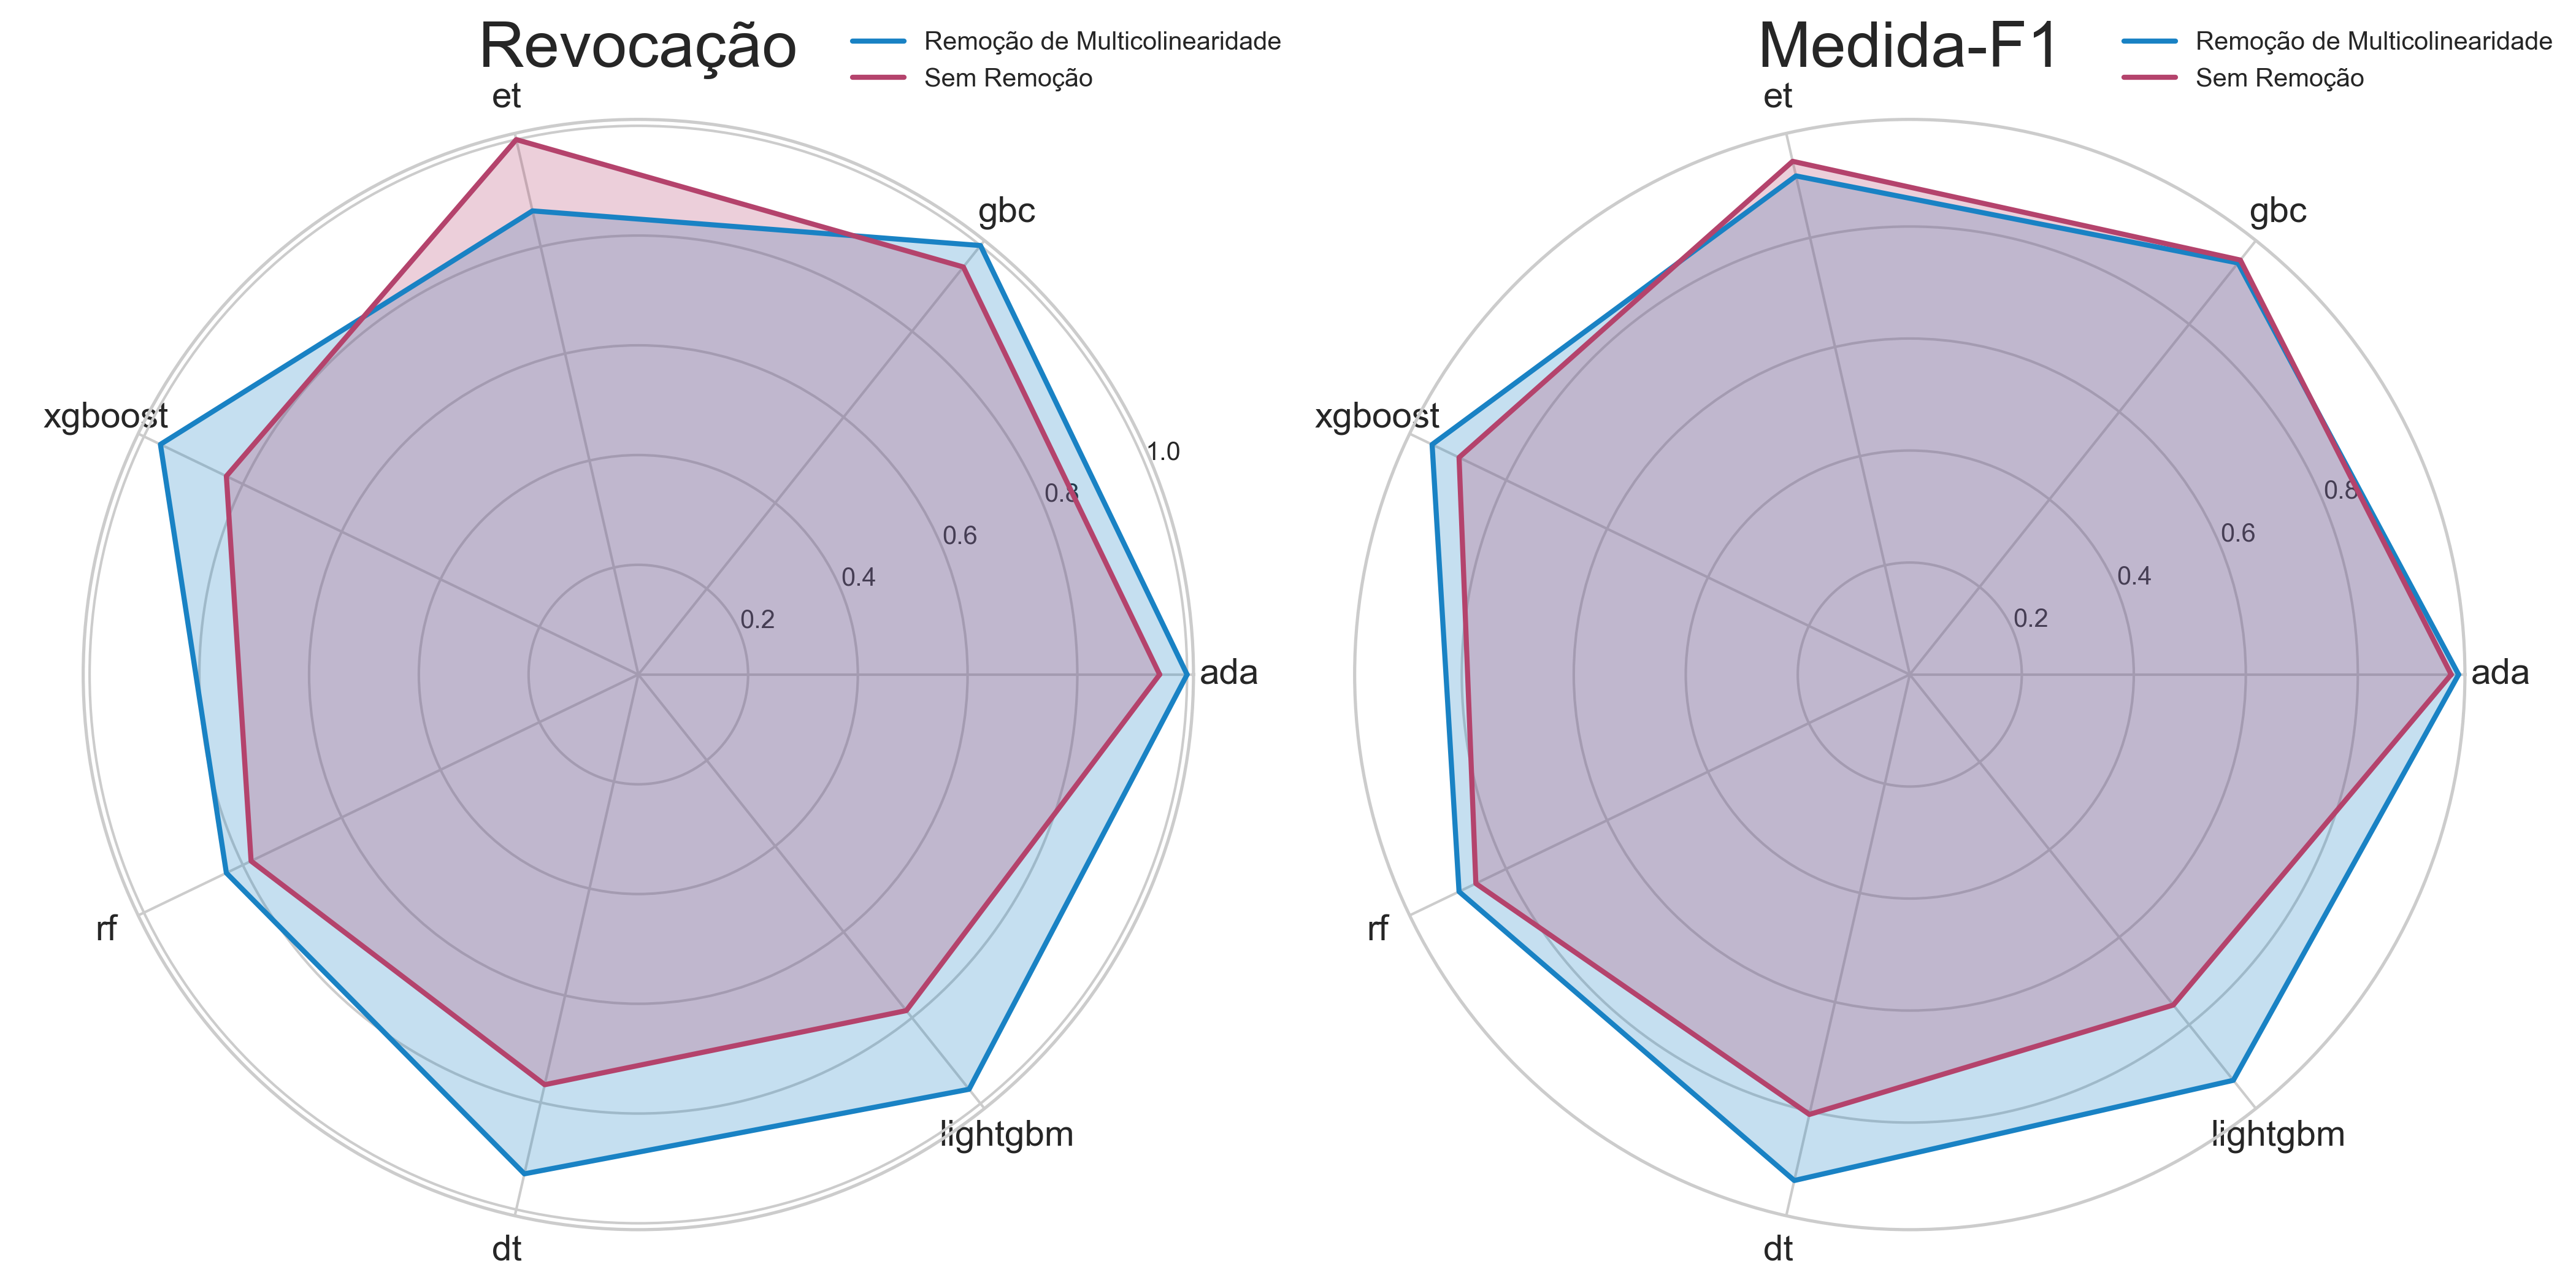 Revocação
Remoção de Multicolinearidade
Sem Remoção
et
gbc
xgboost
1.0
0.8
0.6
0.4
0.2
ada
rf
lightgbm
dt
Medida-F1
Remoção de Multicolinearidade
Sem Remoção
et
gbc
xgboost
0.8
0.6
0.4
0.2
ada
rf
lightgbm
dt